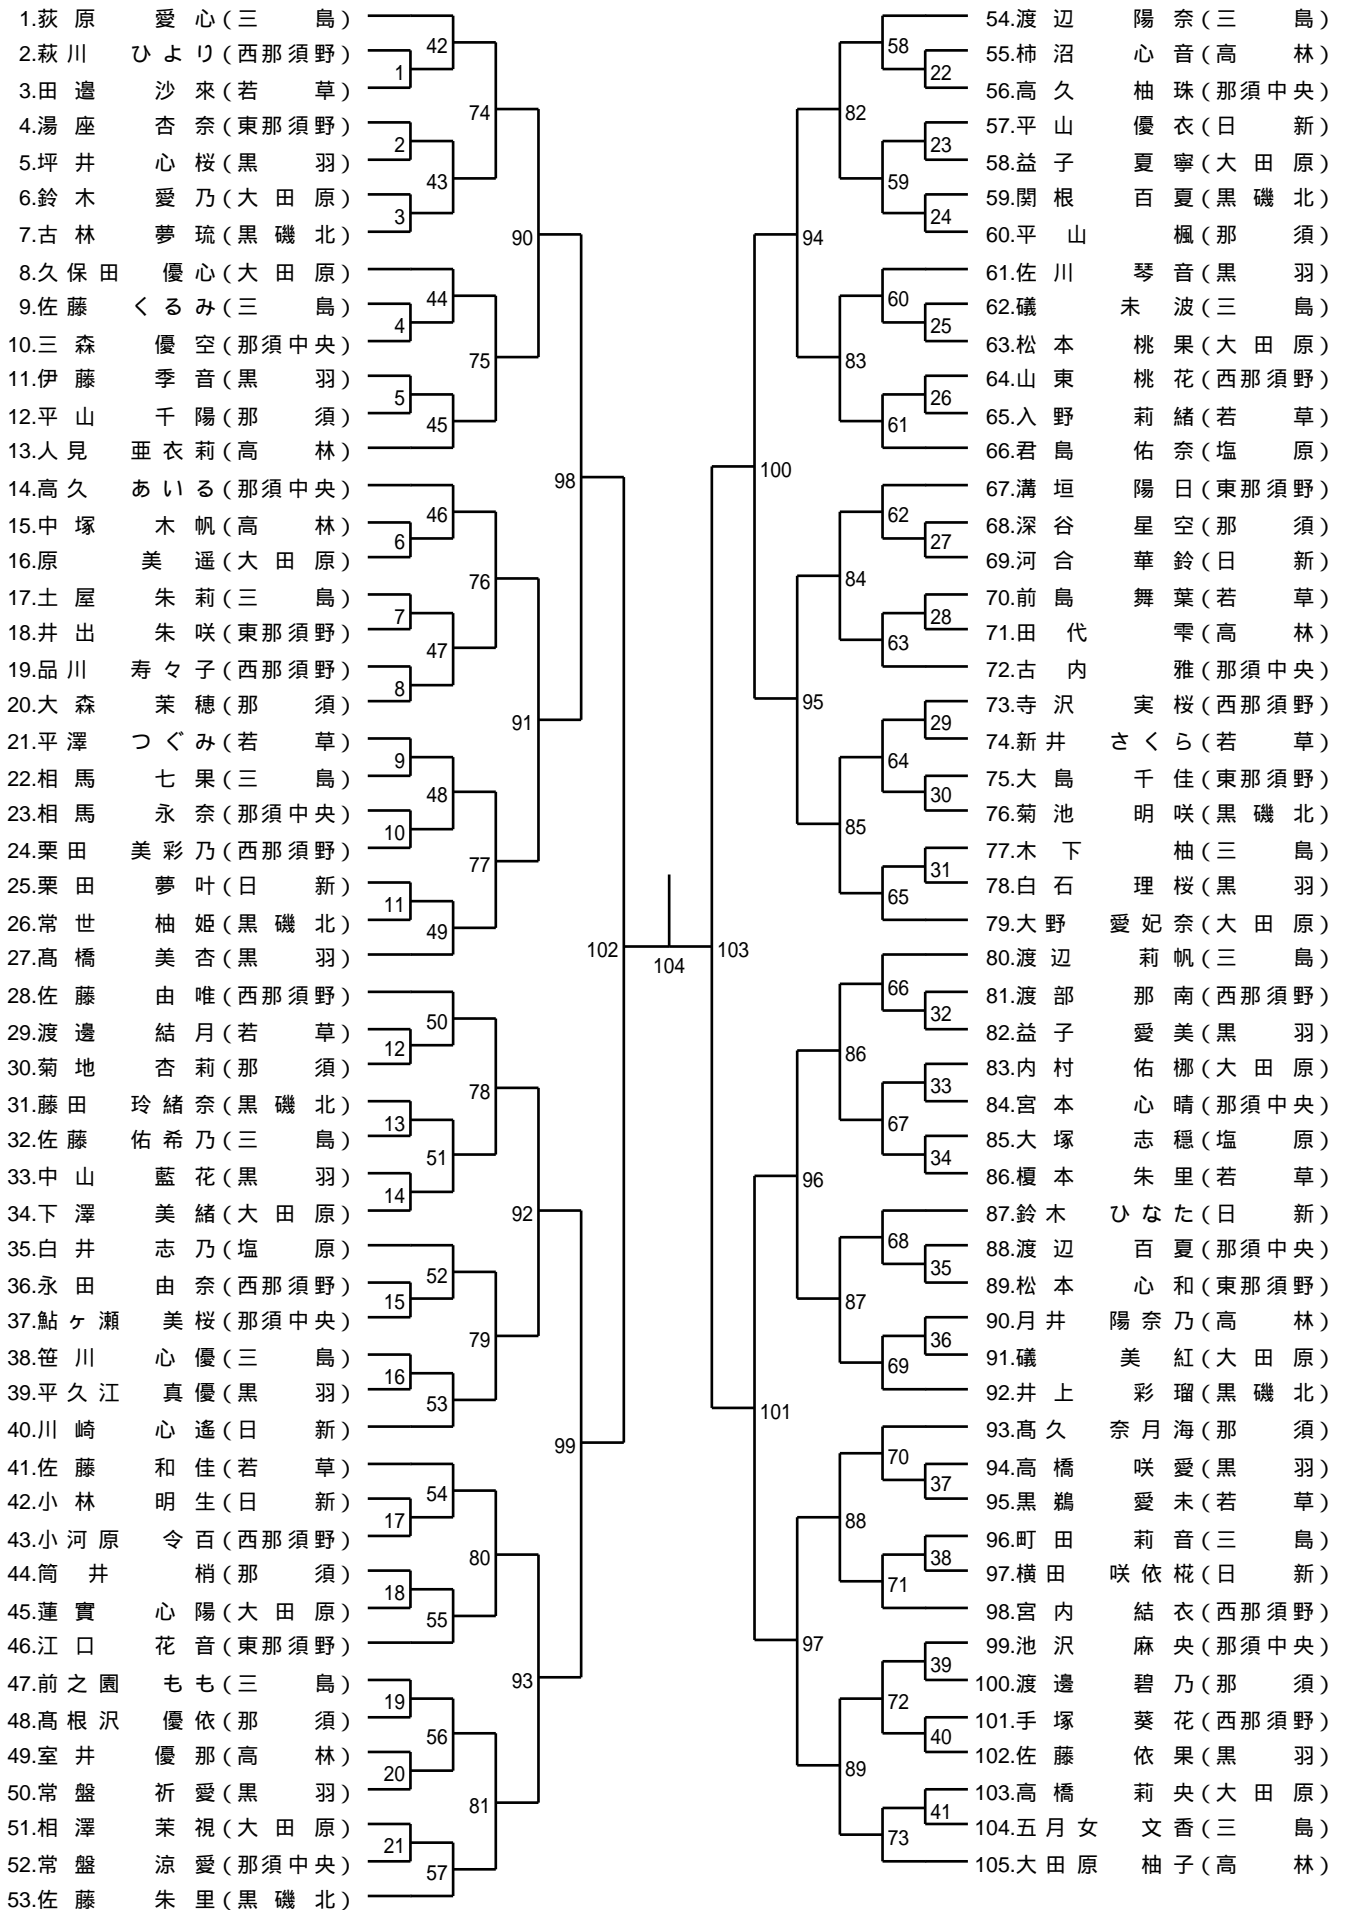 1.荻原 愛心(三島)
2.萩川 ひより(西那須野)
3.田邉 沙來(若草)
4.湯座 杏奈(東那須野)
5.坪井 心桜(黒羽)
6.鈴木 愛乃(大田原)
7.古林 夢琉(黒磯北)
8.久保田 優心(大田原)
9.佐藤 くるみ(三島)
10.三森 優空(那須中央)
11.伊藤 季音(黒羽)
12.平山 千陽(那須)
13.人見 亜衣莉(高林)
14.高久 あいる(那須中央)
15.中塚 木帆(高林)
16.原 美遥(大田原)
17.土屋 朱莉(三島)
18.井出 朱咲(東那須野)
19.品川 寿々子(西那須野)
20.大森 茉穂(那須)
21.平澤 つぐみ(若草)
22.相馬 七果(三島)
23.相馬 永奈(那須中央)
24.栗田 美彩乃(西那須野)
25.栗田 夢叶(日新)
26.常世 柚姫(黒磯北)
27.髙橋 美杏(黒羽)
28.佐藤 由唯(西那須野)
29.渡邊 結月(若草)
30.菊地 杏莉(那須)
31.藤田 玲緒奈(黒磯北)
32.佐藤 佑希乃(三島)
33.中山 藍花(黒羽)
34.下澤 美緒(大田原)
35.白井 志乃(塩原)
36.永田 由奈(西那須野)
37.鮎ヶ瀬 美桜(那須中央)
38.笹川 心優(三島)
39.平久江 真優(黒羽)
40.川崎 心遙(日新)
41.佐藤 和佳(若草)
42.小林 明生(日新)
43.小河原 令百(西那須野)
44.筒井 梢(那須)
45.蓮實 心陽(大田原)
46.江口 花音(東那須野)
47.前之園 もも(三島)
48.髙根沢 優依(那須)
49.室井 優那(高林)
50.常盤 祈愛(黒羽)
51.相澤 茉視(大田原)
52.常盤 涼愛(那須中央)
53.佐藤 朱里(黒磯北)
1
2
3
4
5
6
7
8
9
10
11
12
13
14
15
16
17
18
19
20
21
42
43
44
45
46
47
48
49
50
51
52
53
54
55
56
57
74
75
76
77
78
79
80
81
90
91
92
93
98
99
102
104
103
100
101
94
95
96
97
82
83
84
85
86
87
88
89
58
59
60
61
62
63
64
65
66
67
68
69
70
71
72
73
22
23
24
25
26
27
28
29
30
31
32
33
34
35
36
37
38
39
40
41
54.渡辺 陽奈(三島)
55.柿沼 心音(高林)
56.高久 柚珠(那須中央)
57.平山 優衣(日新)
58.益子 夏寧(大田原)
59.関根 百夏(黒磯北)
60.平山 楓(那須)
61.佐川 琴音(黒羽)
62.礒 未波(三島)
63.松本 桃果(大田原)
64.山東 桃花(西那須野)
65.入野 莉緒(若草)
66.君島 佑奈(塩原)
67.溝垣 陽日(東那須野)
68.深谷 星空(那須)
69.河合 華鈴(日新)
70.前島 舞葉(若草)
71.田代 雫(高林)
72.古内 雅(那須中央)
73.寺沢 実桜(西那須野)
74.新井 さくら(若草)
75.大島 千佳(東那須野)
76.菊池 明咲(黒磯北)
77.木下 柚(三島)
78.白石 理桜(黒羽)
79.大野 愛妃奈(大田原)
80.渡辺 莉帆(三島)
81.渡部 那南(西那須野)
82.益子 愛美(黒羽)
83.内村 佑梛(大田原)
84.宮本 心晴(那須中央)
85.大塚 志穏(塩原)
86.榎本 朱里(若草)
87.鈴木 ひなた(日新)
88.渡辺 百夏(那須中央)
89.松本 心和(東那須野)
90.月井 陽奈乃(高林)
91.礒 美紅(大田原)
92.井上 彩瑠(黒磯北)
93.髙久 奈月海(那須)
94.高橋 咲愛(黒羽)
95.黒鵜 愛未(若草)
96.町田 莉音(三島)
97.横田 咲依椛(日新)
98.宮内 結衣(西那須野)
99.池沢 麻央(那須中央)
100.渡邊 碧乃(那須)
101.手塚 葵花(西那須野)
102.佐藤 依果(黒羽)
103.高橋 莉央(大田原)
104.五月女 文香(三島)
105.大田原 柚子(高林)